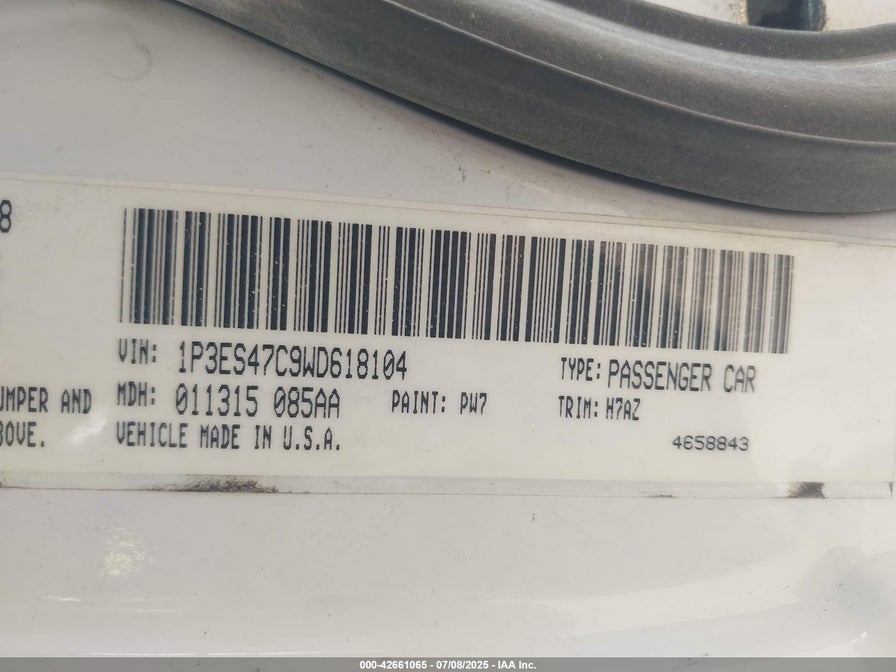 8
VIN: 1P3ES47C9WD618104
TYPE: PASSENGER CAR
UMPER AND
MDH: 011315 085AA
PAINT: PW7
TRIM: H7AZ
BOVE.
VEHICLE MADE IN U.S.A.
4658843
000-42661065 - 07/08/2025 - IAA Inc.